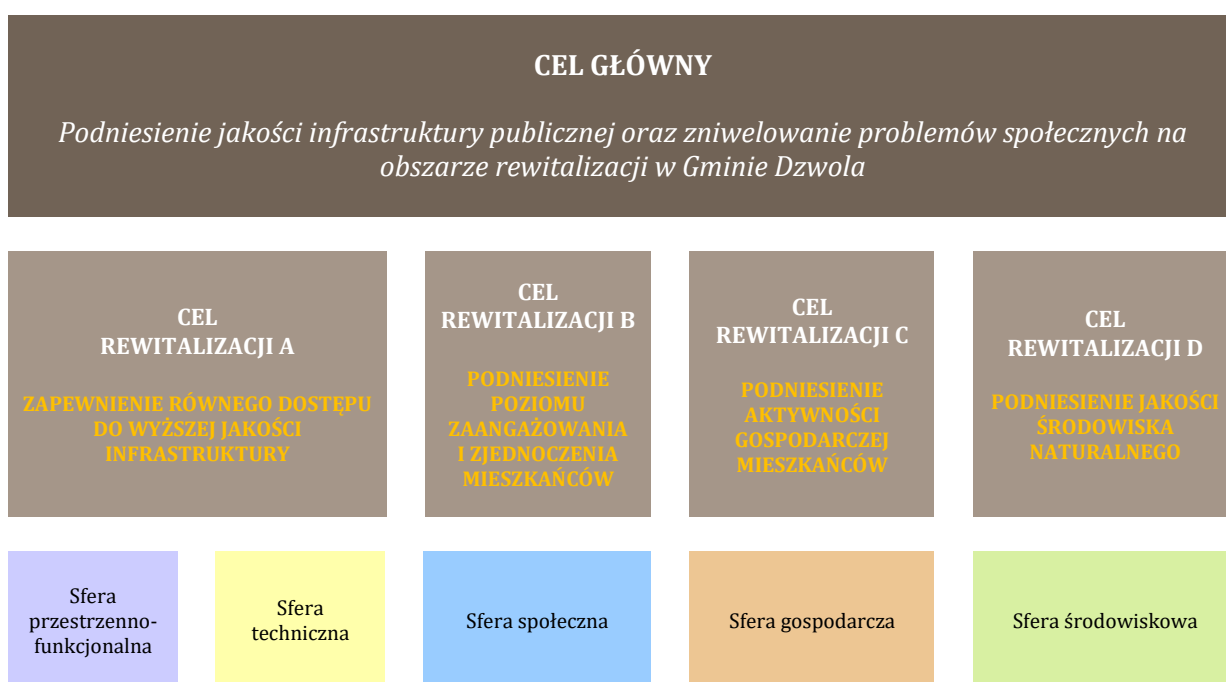 CEL GŁÓWNY
Podniesienie jakości infrastruktury publicznej oraz zniwelowanie problemów społecznych na
obszarze rewitalizacji w Gminie Dzwola
CEL
REWITALIZACJI A
ZAPEWNIENIE RÓWNEGO DOSTĘPU
DO WYŻSZEJ JAKOŚCI
INFRASTRUKTURY
CEL
REWITALIZACJI B
PODNIESIENIE
POZIOMU
ZAANGAŻOWANIA
I ZJEDNOCZENIA
MIESZKAŃCÓW
CEL
REWITALIZACJI C
PODNIESIENIE
AKTYWNOŚCI
GOSPODARCZEJ
MIESZKAŃCÓW
CEL
REWITALIZACJI D
PODNIESIENIE JAKOŚCI
ŚRODOWISKA
NATURALNEGO
Sfera
przestrzenno-
funkcjonalna
Sfera
techniczna
Sfera społeczna
Sfera gospodarcza
Sfera środowiskowa